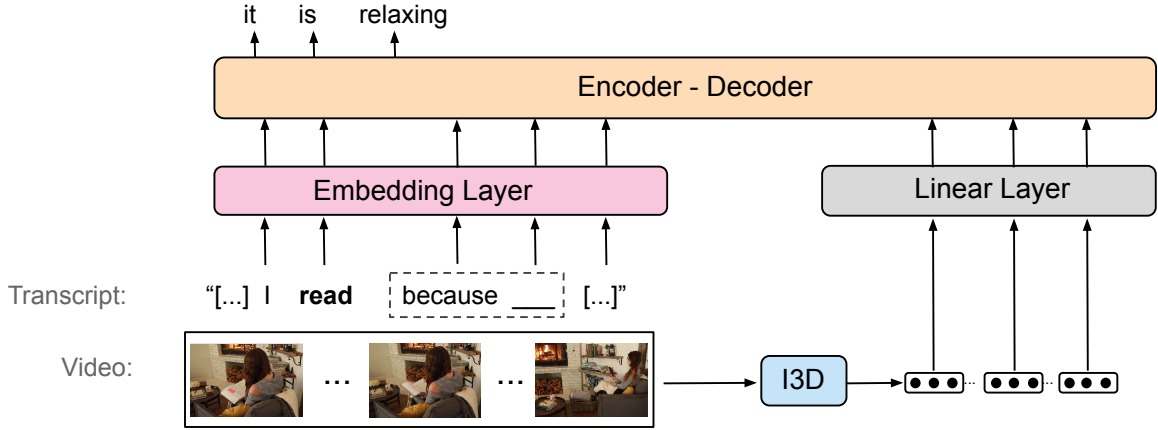 it is relaxing
Encoder - Decoder
Embedding Layer
Linear Layer
Transcript: “[...] I read because ___ [...]”
Video:
... ...
I3D
... ..